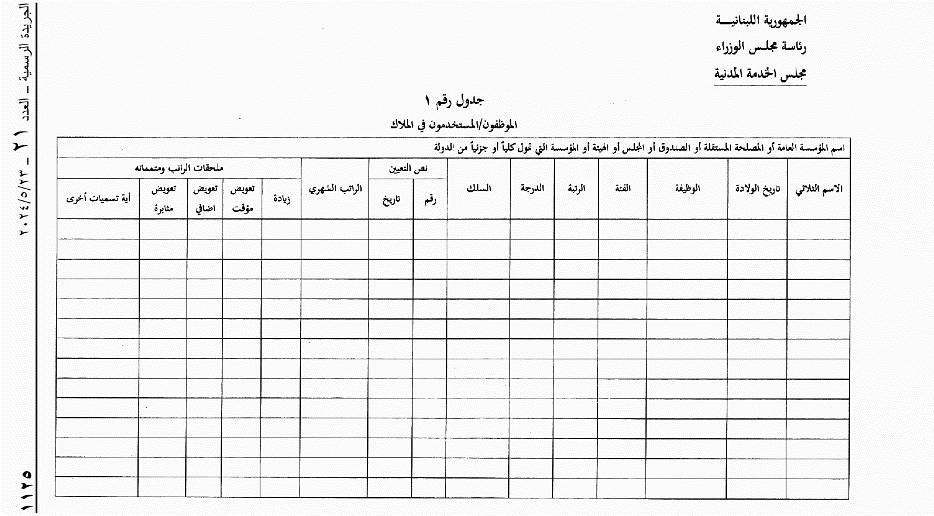 الجمهورية اللبنانيـــة
رئاسة مجلس الوزراء
مجلس الخدمة المدنية
جدول رقم ١
الموظفون/المستخدمون في الملاك
اسم المؤسسة العامة أو المصلحة المستقلة أو الصندوق أو المجلس أو الهيئة أو المؤسسة التي تمول كلياً أو جزئياً من الدولة
الاسم الثلاثي
تاريخ الولادة
الوظيفة
الفئة
الرتبة
الدرجة
السلك
نص التعيين
رقم
تاريخ
الراتب الشهري
ملحقات الراتب ومتمماته
زيادة
تعويض مؤقت
تعويض اضافي
تعويض مثابرة
أية تسميات أخرى
الجريدة الرسمية – العدد ٢١ – ٢٠٢٤/٥/٢٣
١١٢٥